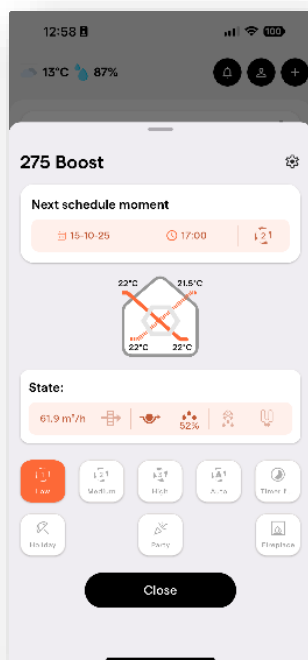 12:58
100
13°C 87%
275 Boost
Next schedule moment
15-10-25 17:00
22°C 21.5°C
22°C 22°C
State:
61.9 m³/h 52%
Low Medium High Auto
Holiday Party Fireplace
Close